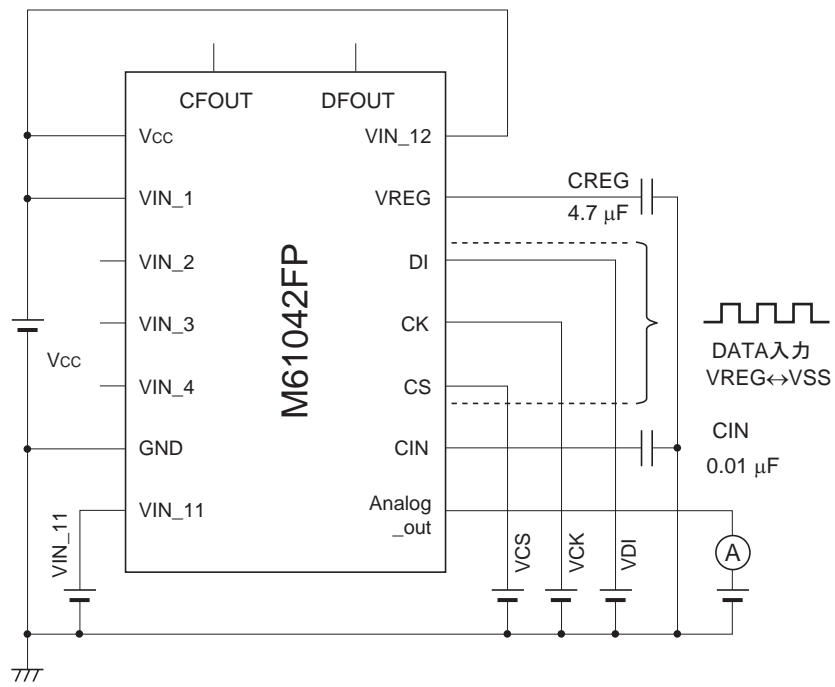 CFOUT
DFOUT
Vcc
VIN_12
VIN_1
VREG
CREG
4.7 μF
VIN_2
DI
VIN_3
CK
VIN_4
CS
GND
CIN
VIN_11
Analog
_out
M61042FP
Vcc
DATA入力
VREG↔VSS
CIN
0.01 μF
VIN_11
VCS
VCK
VDI
A